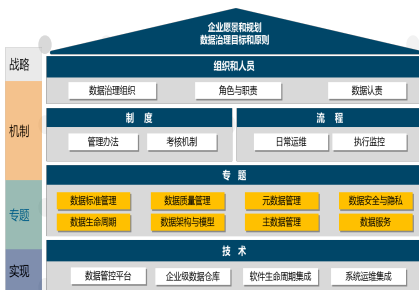 企业愿景和规划
数据治理目标和原则
战略
组织和人员
数据治理组织
角色与职责
数据认责
机制
制 度
流 程
管理办法
考核机制
日常运维
执行监控
专题
专 题
数据标准管理
数据质量管理
元数据管理
数据安全与隐私
数据生命周期
数据架构与模型
主数据管理
数据服务
实现
技 术
数据管控平台
企业级数据仓库
软件生命周期集成
系统运维集成